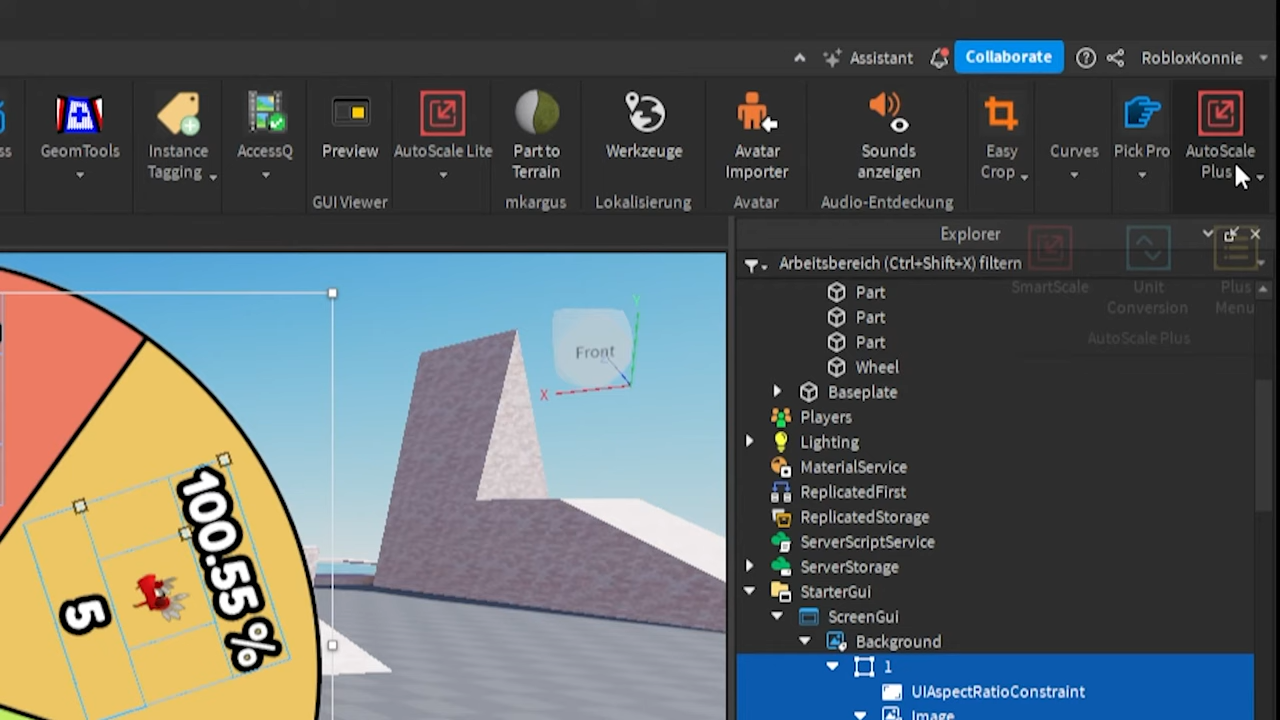 Assistant
Collaborate
RobloxKonnie
ss
GeomTools
Instance
Tagging
AccessQ
Preview
AutoScale Lite
Part to
Terrain
Werkzeuge
Avatar
Importer
Sounds
anzeigen
Easy
Crop
Curves
Pick Pro
AutoScale
Plus
GUI Viewer
mkargus
Lokalisierung
Avatar
Audio-Entdeckung
Explorer
Arbeitsbereich (Ctrl+Shift+X) filtern
SmartScale
Unit
Conversion
Plus
Menu
AutoScale Plus
Part
Part
Part
Wheel
Baseplate
Players
Lighting
MaterialService
ReplicatedFirst
ReplicatedStorage
ServerScriptService
ServerStorage
StarterGui
ScreenGui
Background
1
UIAspectRatioConstraint
Image
Y
Front
X
100.55 %
5